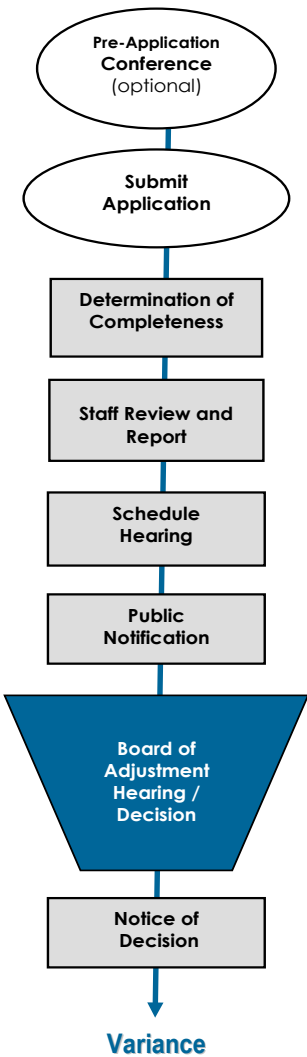 Pre-Application
Conference
(optional)
Submit
Application
Determination of
Completeness
Staff Review and
Report
Schedule
Hearing
Public
Notification
Board of
Adjustment
Hearing /
Decision
Notice of
Decision
Variance